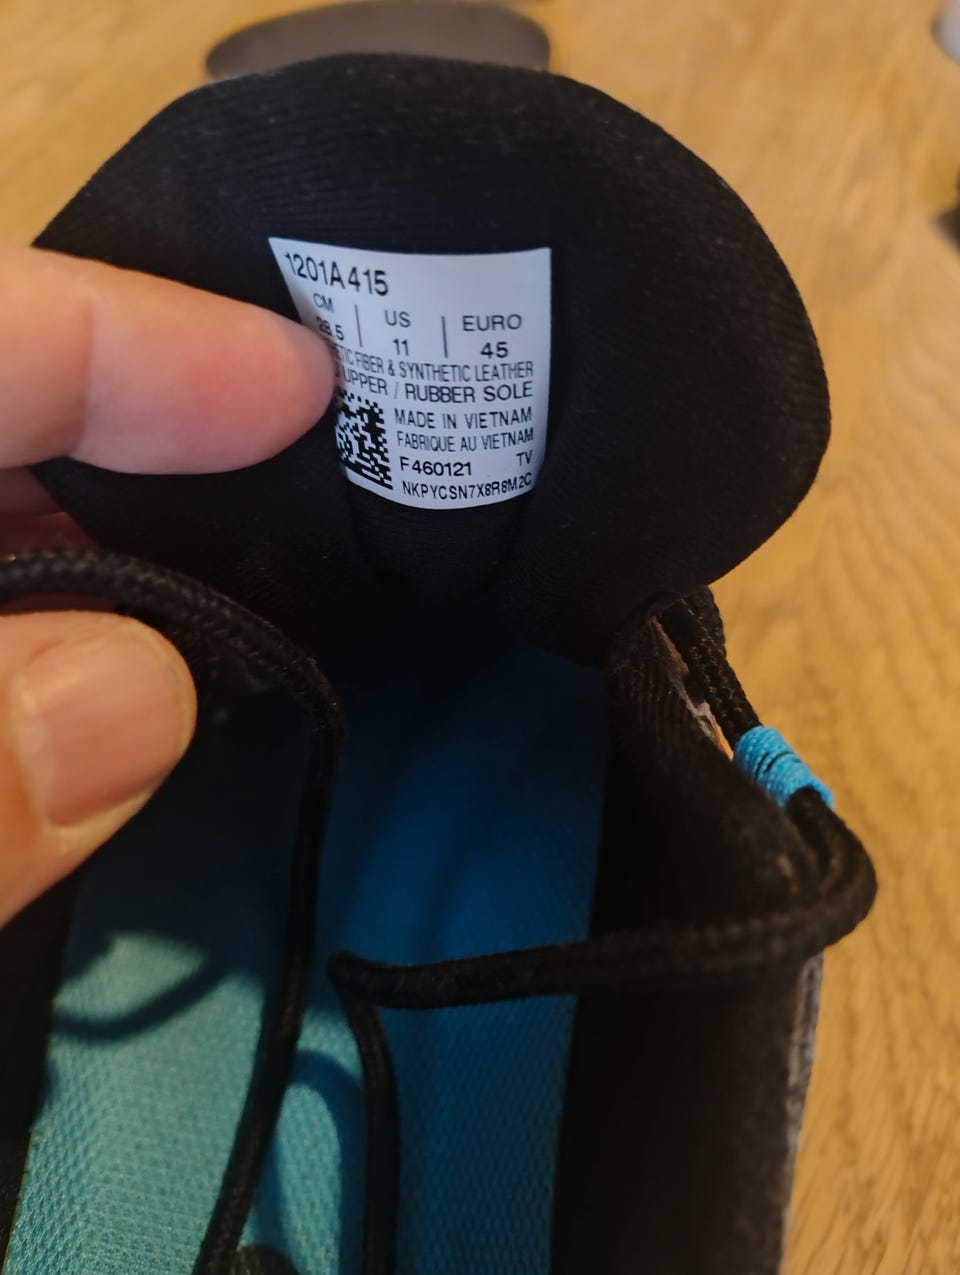 1201A415
CM US EURO
28.5 11 45
FIBER & SYNTHETIC LEATHER
UPPER / RUBBER SOLE
MADE IN VIETNAM
FABRIQUE AU VIETNAM
F460121 TV
NKPYCSN7X8R8M2C